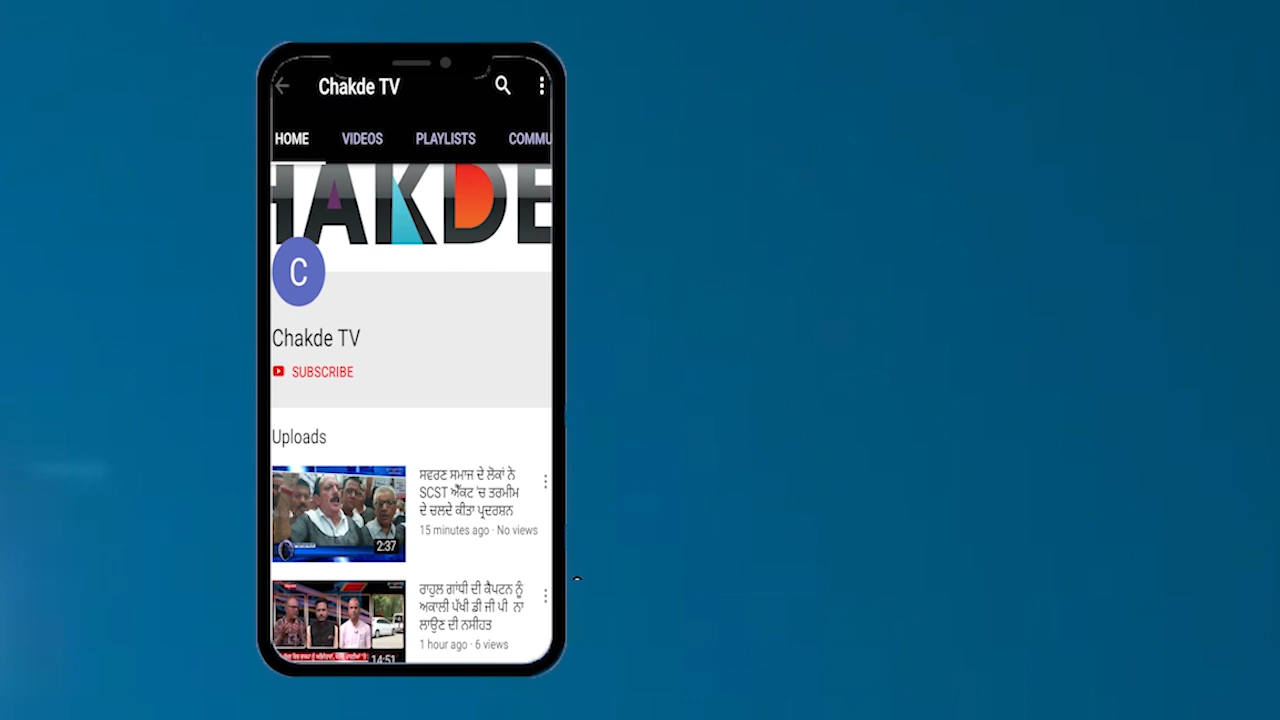 Chakde TV
HOME VIDEOS PLAYLISTS COMMU
HAKDE
C
Chakde TV
SUBSCRIBE
Uploads
ਸਵਰਣ ਸਮਾਜ ਦੇ ਲੋਕਾਂ ਨੇ
SCST ਐਕਟ 'ਚ ਤਰਮੀਮ
ਦੇ ਚਲਦੇ ਕੀਤਾ ਪ੍ਰਦਰਸ਼ਨ
15 minutes ago · No views
2:37
ਰਾਹੁਲ ਗਾਂਧੀ ਦੀ ਕੈਪਟਨ ਨੂੰ
ਅਕਾਲੀ ਪੱਖੀ ਡੀ ਜੀ ਪੀ ਨਾ
ਲਾਉਣ ਦੀ ਨਸੀਹਤ
1 hour ago · 6 views
14:51